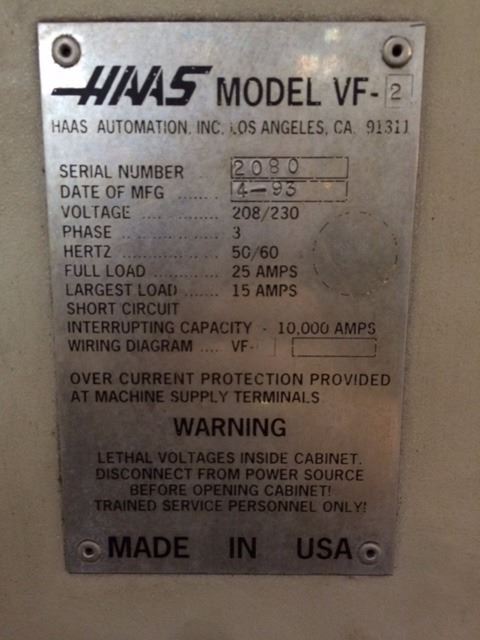 HAAS MODEL VF-2
HAAS AUTOMATION, INC. LOS ANGELES, CA. 91311
SERIAL NUMBER .. 2080
DATE OF MFG ...... 4-93
VOLTAGE ........... 208/230
PHASE .............. 3
HERTZ .............. 50/60
FULL LOAD ........ 25 AMPS
LARGEST LOAD ...... 15 AMPS
SHORT CIRCUIT
INTERRUPTING CAPACITY - 10,000 AMPS
WIRING DIAGRAM .... VF-
OVER CURRENT PROTECTION PROVIDED
AT MACHINE SUPPLY TERMINALS
WARNING
LETHAL VOLTAGES INSIDE CABINET.
DISCONNECT FROM POWER SOURCE
BEFORE OPENING CABINET!
TRAINED SERVICE PERSONNEL ONLY!
MADE IN USA